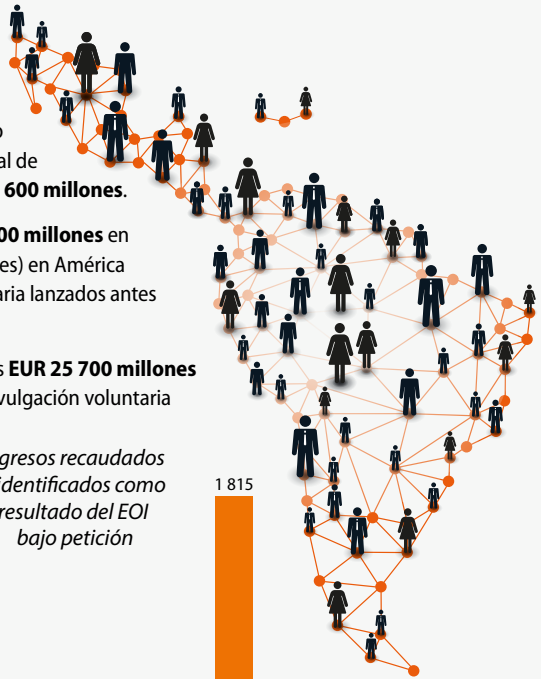 al de
600 millones.
00 millones en
es) en América
aria lanzados antes
s EUR 25 700 millones
vulgación voluntaria
gresos recaudados
identificados como
resultado del EOI
bajo petición
1 815